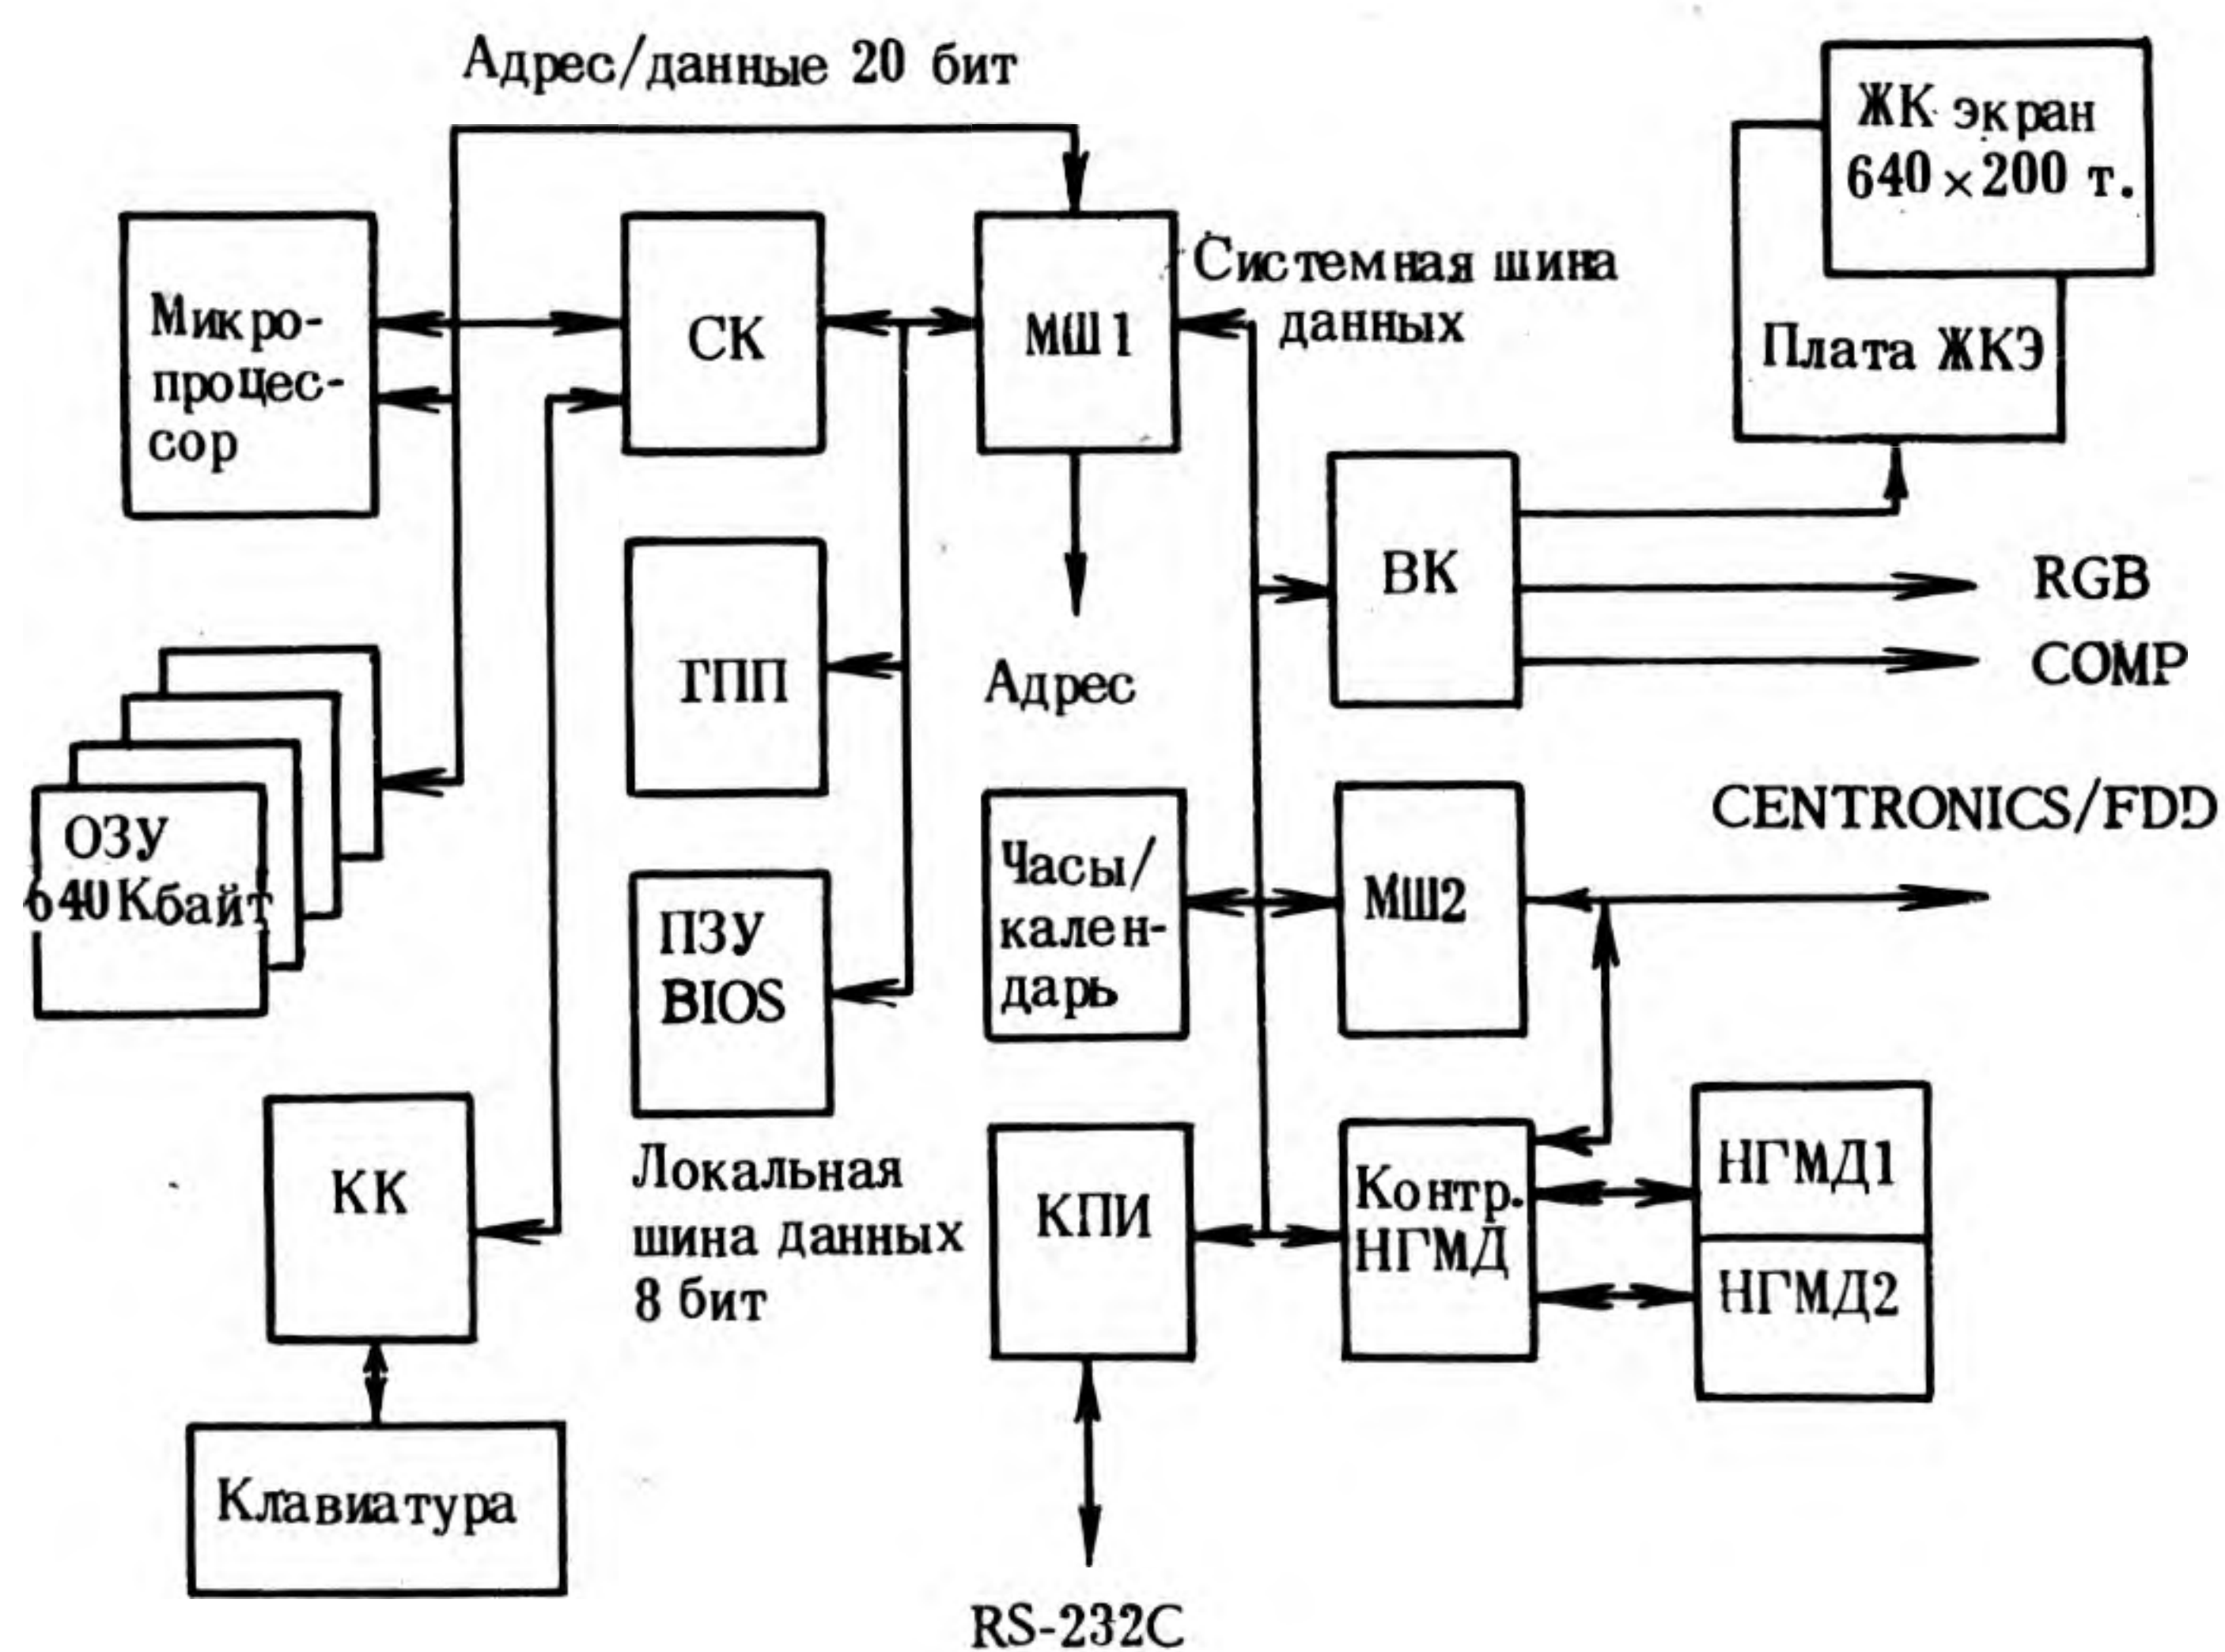 Адрес/данные 20 бит
ЖК экран
640×200 т.
Плата ЖКЭ
Микро-
процес-
сор
СК
МШ1
Системная шина
данных
ВК
RGB
COMP
ГПП
Адрес
ОЗУ
640Кбайт
ПЗУ
BIOS
Часы/
кален-
дарь
МШ2
CENTRONICS/FDD
КК
Локальная
шина данных
8 бит
КПИ
Контр.
НГМД
НГМД1
НГМД2
Клавиатура
RS-232C